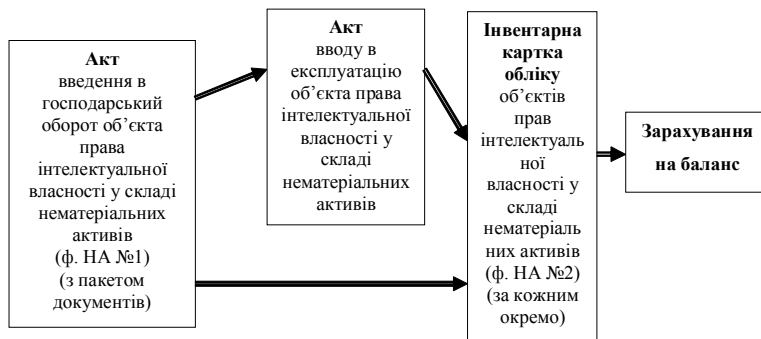 Акт
введення в
господарський
оборот об’єкта
права
інтелектуальної
власності у складі
нематеріальних
активів
(ф. НА №1)
(з пакетом
документів)
Акт
вводу в
експлуатацію
об’єкта права
інтелектуальної
власності у
складі
нематеріальних
активів
Інвентарна
картка
обліку
об’єктів
прав
інтелектуаль
ної
власності у
складі
нематеріаль
них активів
(ф. НА №2)
(за кожним
окремо)
Зарахування
на баланс